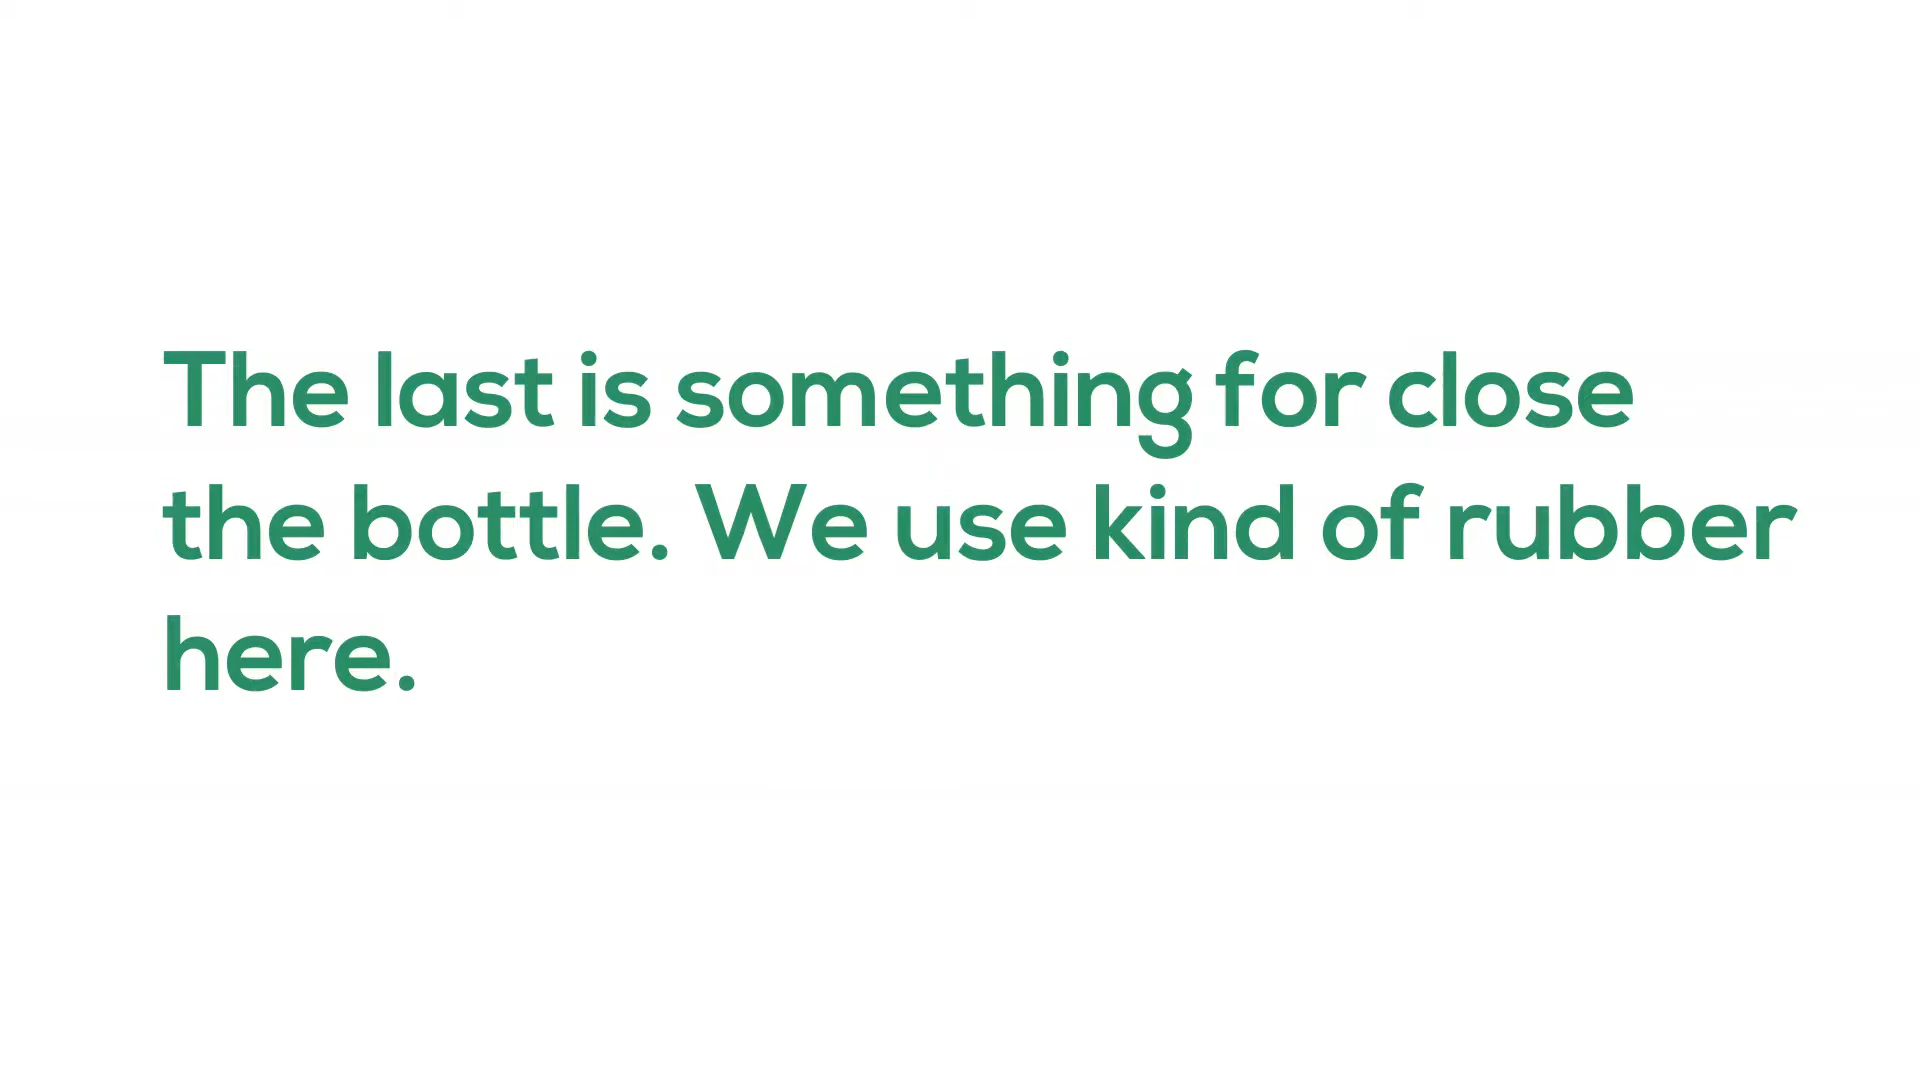 The last is something for close
the bottle. We use kind of rubber
here.